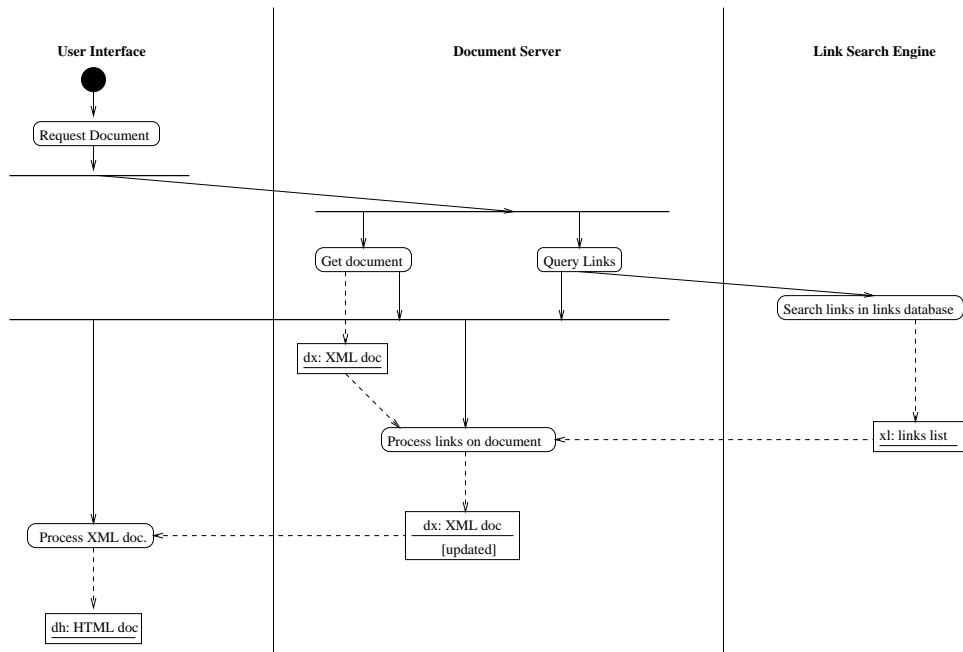 User Interface
Document Server
Link Search Engine
Request Document
Get document
Query Links
Search links in links database
dx: XML doc
Process links on document
xl: links list
dx: XML doc
[updated]
Process XML doc.
dh: HTML doc